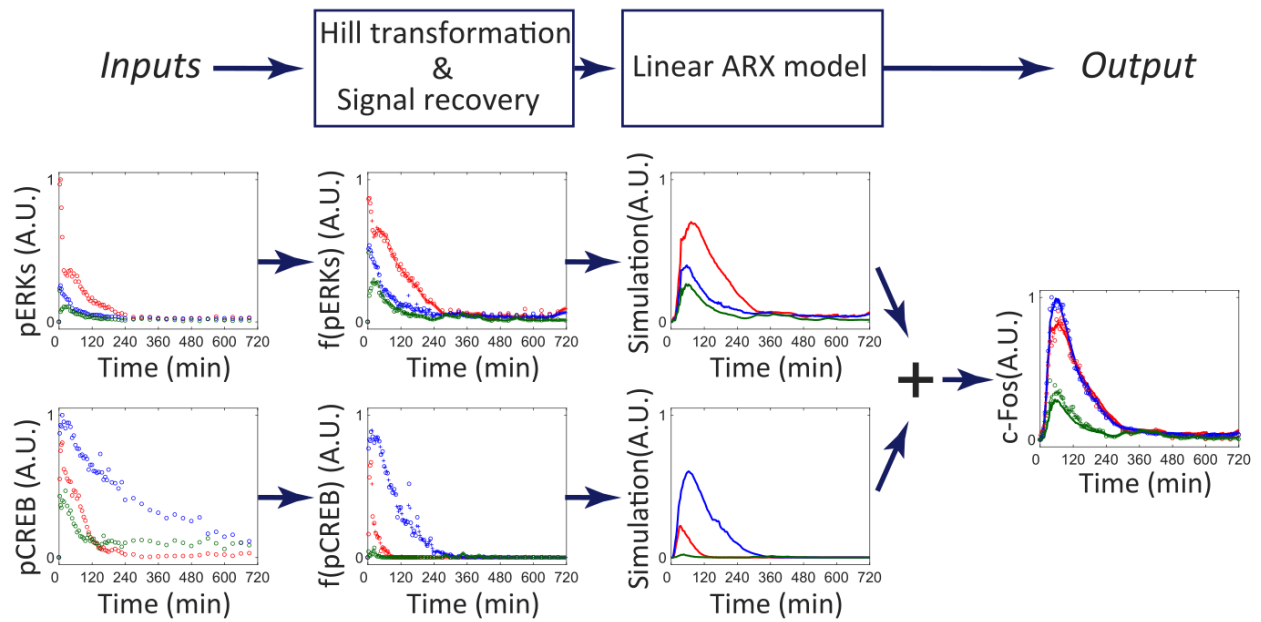 Inputs
Hill transformation
&
Signal recovery
Linear ARX model
Output
pERKs (A.U.)
1
0
0 120 240 360 480 600 720
Time (min)
f(pERKs) (A.U.)
1
0
0 120 240 360 480 600 720
Time (min)
Simulation(A.U.)
1
0
0 120 240 360 480 600 720
Time (min)
pCREB (A.U.)
1
0
0 120 240 360 480 600 720
Time (min)
f(pCREB) (A.U.)
1
0
0 120 240 360 480 600 720
Time (min)
Simulation(A.U.)
1
0
0 120 240 360 480 600 720
Time (min)
+
c-Fos(A.U.)
1
0
0 120 240 360 480 600 720
Time (min)